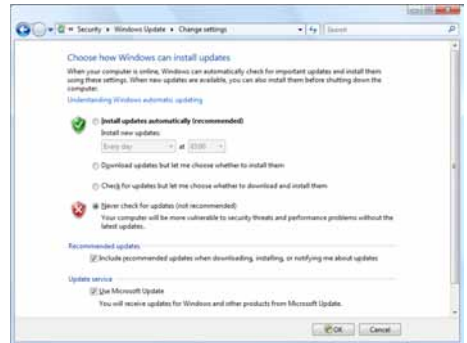 Security ▸ Windows Update ▸ Change settings
Search
Choose how Windows can install updates
When your computer is online, Windows can automatically check for important updates and install them
using these settings. When new updates are available, you can also install them before shutting down the
computer.
Understanding Windows automatic updating
Install updates automatically (recommended)
Install new updates:
Every day at 03:00
Download updates but let me choose whether to install them
Check for updates but let me choose whether to download and install them
Never check for updates (not recommended)
Your computer will be more vulnerable to security threats and performance problems without the
latest updates.
Recommended updates
Include recommended updates when downloading, installing, or notifying me about updates
Update service
Use Microsoft Update
You will receive updates for Windows and other products from Microsoft Update.
OK Cancel